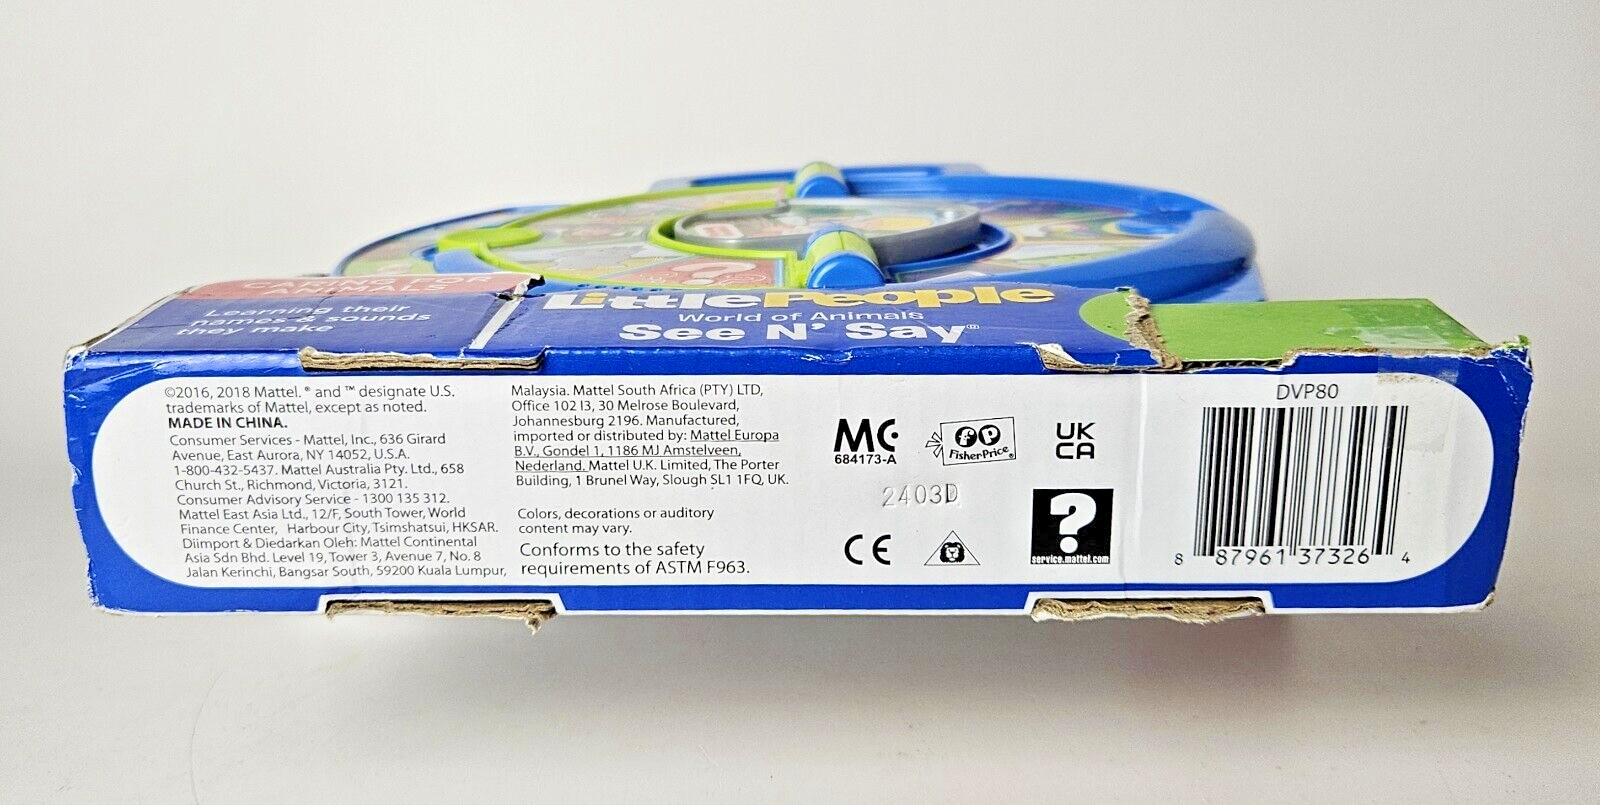 CARING FOR
ANIMALS
Learning their
names & sounds
they make
Little People
World of Animals
See N' Say®
©2016, 2018 Mattel. ® and ™ designate U.S.
trademarks of Mattel, except as noted.
MADE IN CHINA.
Consumer Services - Mattel, Inc., 636 Girard
Avenue, East Aurora, NY 14052, U.S.A.
1-800-432-5437. Mattel Australia Pty. Ltd., 658
Church St., Richmond, Victoria, 3121.
Consumer Advisory Service - 1300 135 312.
Mattel East Asia Ltd., 12/F, South Tower, World
Finance Center, Harbour City, Tsimshatsui, HKSAR.
Diimport & Diedarkan Oleh: Mattel Continental
Asia Sdn Bhd. Level 19, Tower 3, Avenue 7, No. 8
Jalan Kerinchi, Bangsar South, 59200 Kuala Lumpur,
Malaysia. Mattel South Africa (PTY) LTD,
Office 102 I3, 30 Melrose Boulevard,
Johannesburg 2196. Manufactured,
imported or distributed by: Mattel Europa
B.V., Gondel 1, 1186 MJ Amstelveen,
Nederland. Mattel U.K. Limited, The Porter
Building, 1 Brunel Way, Slough SL1 1FQ, UK.
Colors, decorations or auditory
content may vary.
Conforms to the safety
requirements of ASTM F963.
MC
684173-A
fp
Fisher-Price®
UK
CA
2403D
CE
?
service.mattel.com
DVP80
8 87961 37326 4